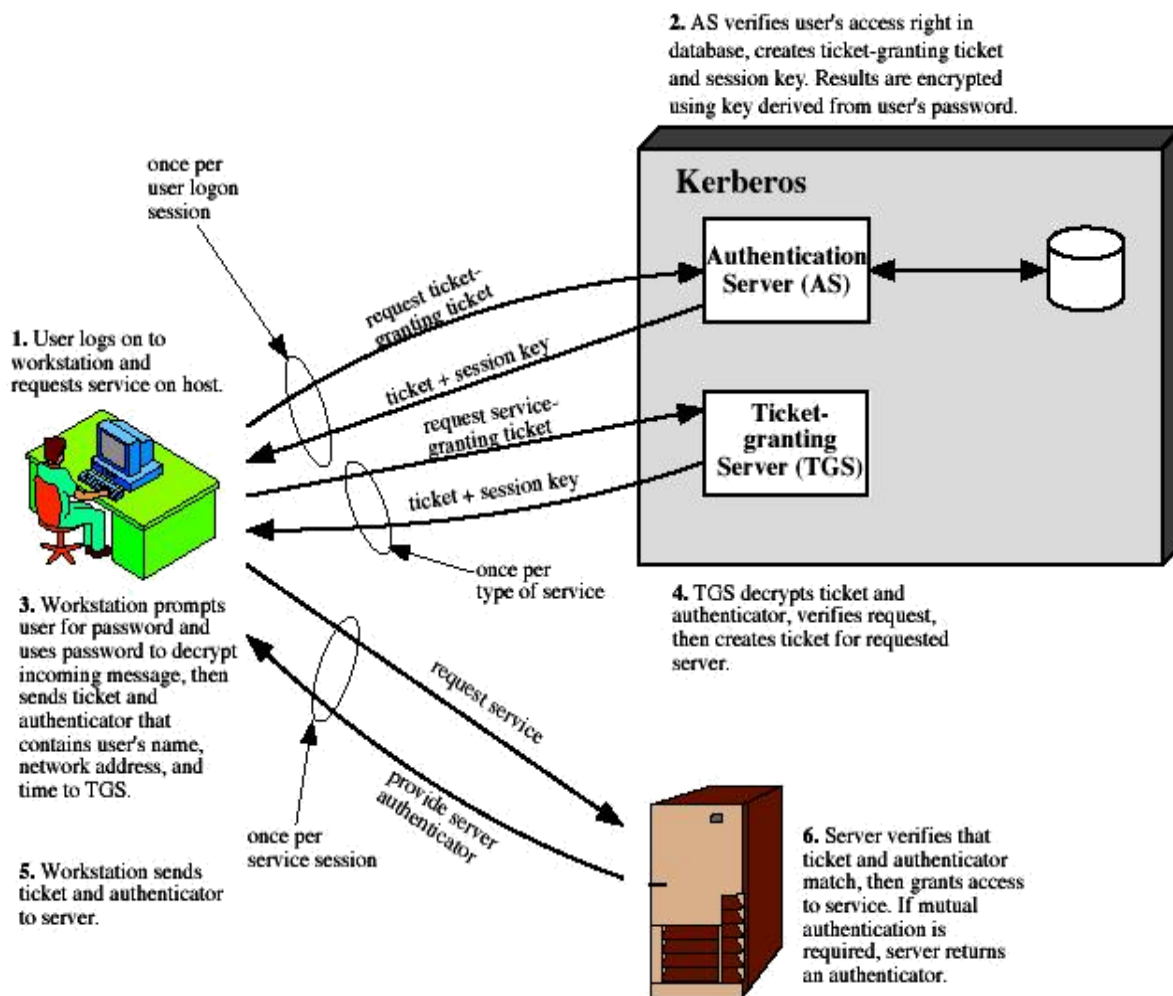 2. AS verifies user's access right in
database, creates ticket-granting ticket
and session key. Results are encrypted
using key derived from user's password.
once per
user logon
session
Kerberos
Authentication
Server (AS)
request ticket-
granting ticket
1. User logs on to
workstation and
requests service on host.
ticket + session key
request service-
granting ticket
Ticket-
granting
Server (TGS)
ticket + session key
once per
type of service
3. Workstation prompts
user for password and
uses password to decrypt
incoming message, then
sends ticket and
authenticator that
contains user's name,
network address, and
time to TGS.
4. TGS decrypts ticket and
authenticator, verifies request,
then creates ticket for requested
server.
request service
provide server
authenticator
once per
service session
5. Workstation sends
ticket and authenticator
to server.
6. Server verifies that
ticket and authenticator
match, then grants access
to service. If mutual
authentication is
required, server returns
an authenticator.